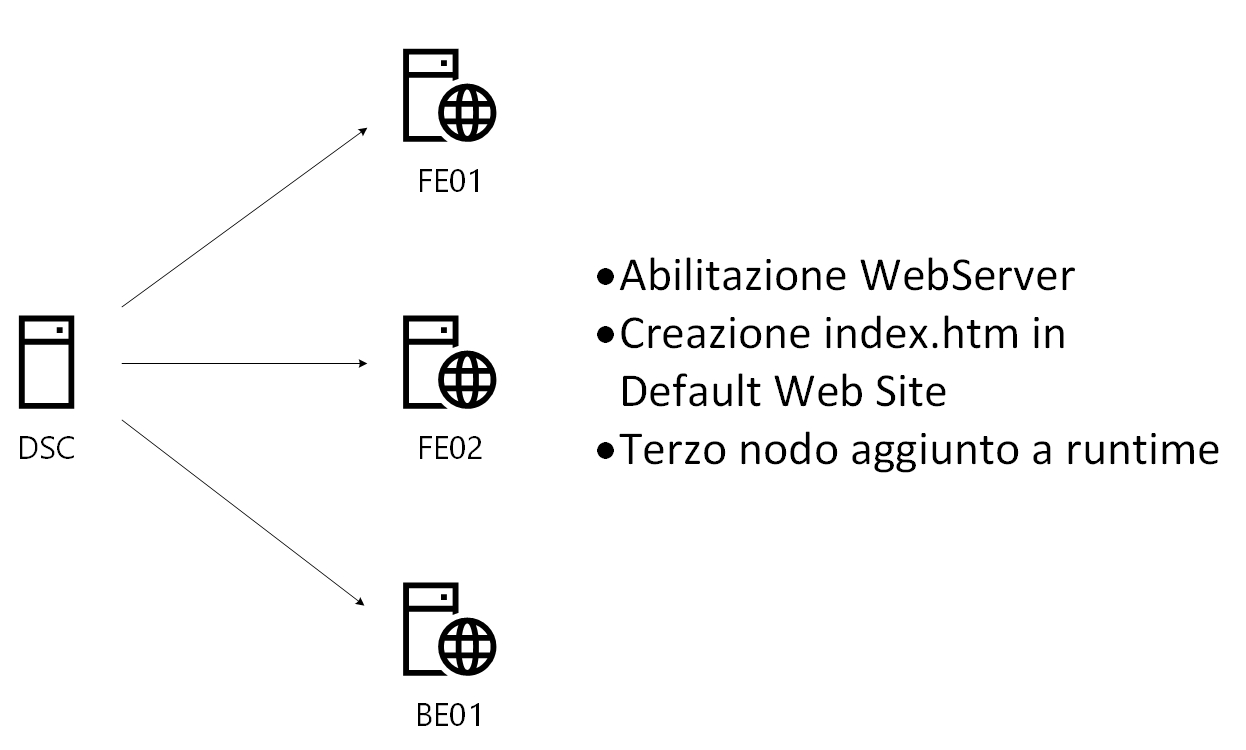 FE01
DSC
FE02
BE01
•Abilitazione WebServer
•Creazione index.htm in
Default Web Site
•Terzo nodo aggiunto a runtime